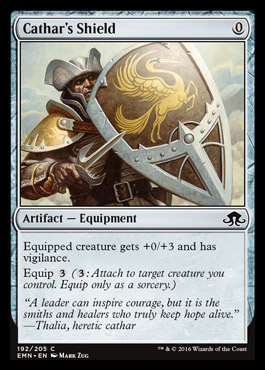 Cathar's Shield 0
Artifact — Equipment
Equipped creature gets +0/+3 and has
vigilance.
Equip 3 (3: Attach to target creature you
control. Equip only as a sorcery.)
"A leader can inspire courage, but it is the
smiths and healers who truly keep hope alive."
—Thalia, heretic cathar
192/205 C
EMN • EN Mark Zug
™ & © 2016 Wizards of the Coast